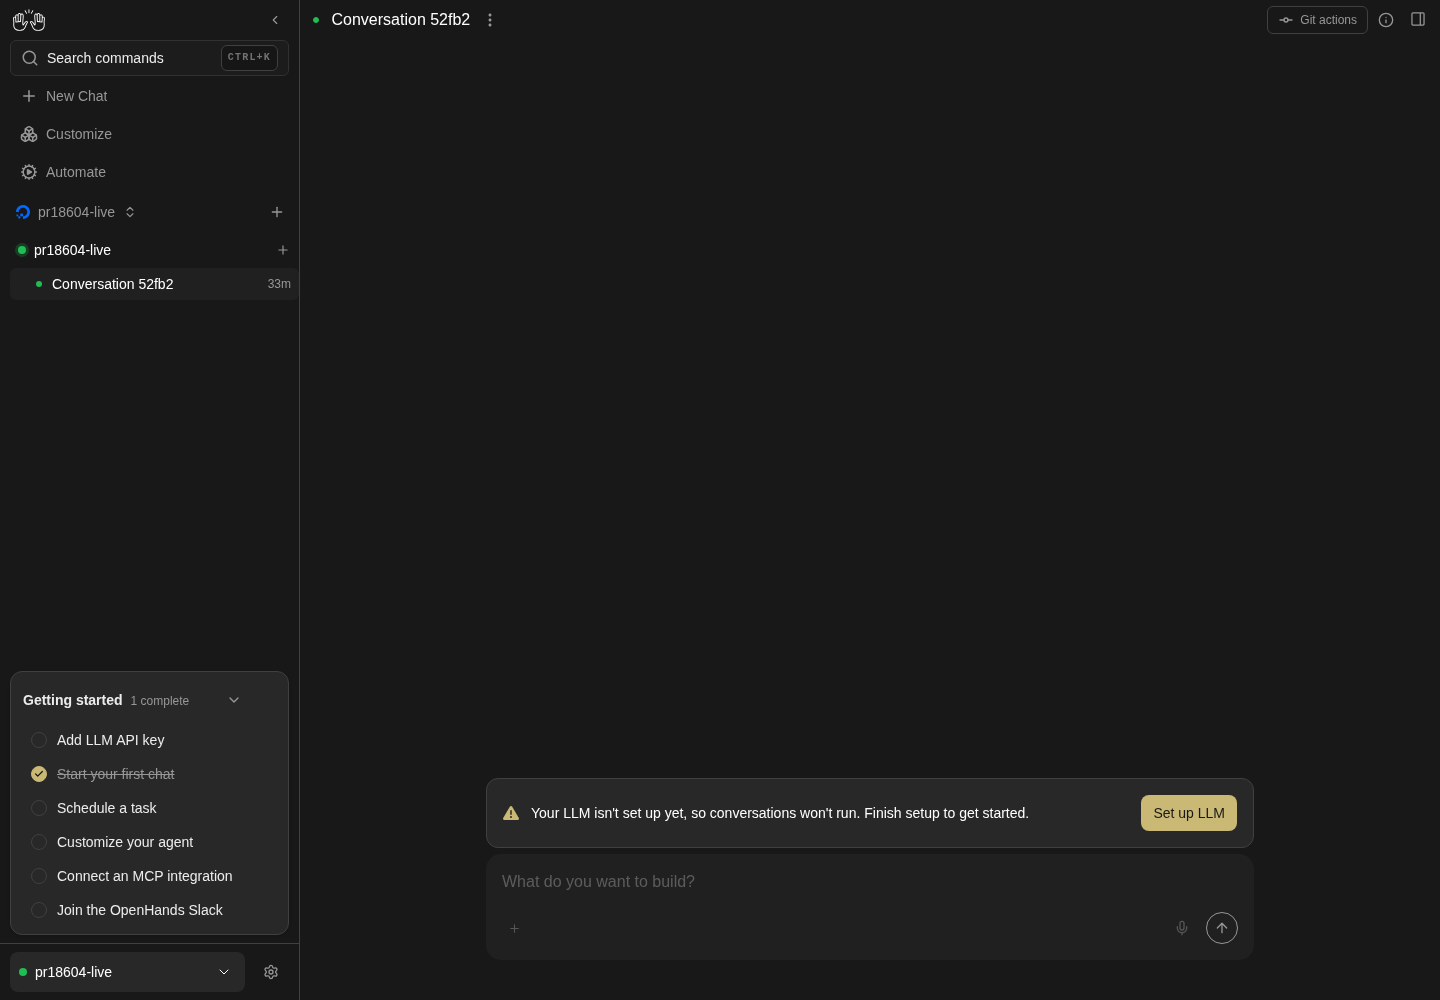 Search commands
CTRL+K
New Chat
Customize
Automate
pr18604-live
pr18604-live
Conversation 52fb2
33m
Getting started
1 complete
Add LLM API key
Start your first chat
Schedule a task
Customize your agent
Connect an MCP integration
Join the OpenHands Slack
pr18604-live
Conversation 52fb2
Git actions
Your LLM isn't set up yet, so conversations won't run. Finish setup to get started.
Set up LLM
What do you want to build?